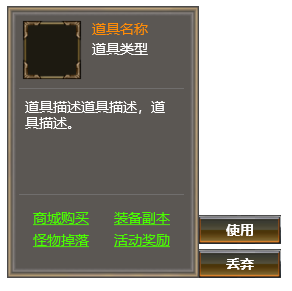 道具名称
道具类型
道具描述道具描述，道
具描述。
商城购买 装备副本
怪物掉落 活动奖励
使用
丢弃